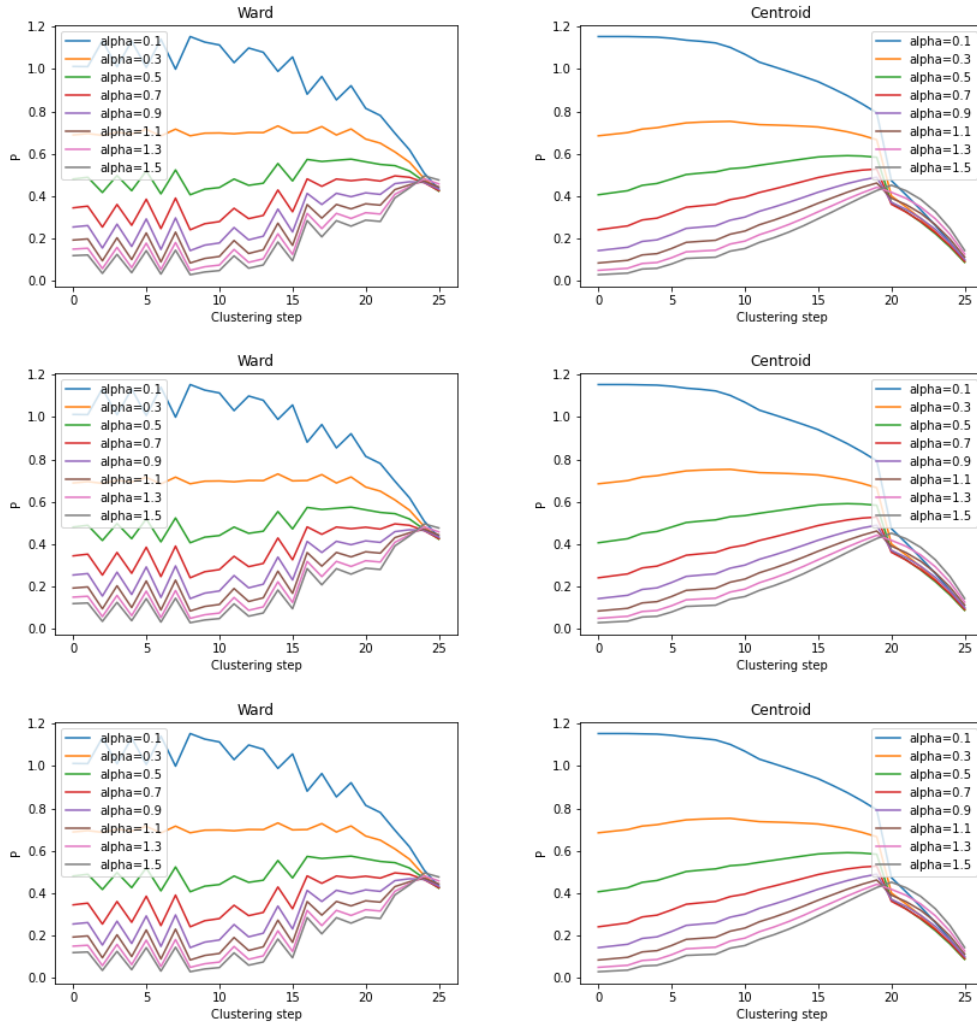 Ward
1.2
1.0
0.8
0.6
0.4
0.2
0.0
P
alpha=0.1
alpha=0.3
alpha=0.5
alpha=0.7
alpha=0.9
alpha=1.1
alpha=1.3
alpha=1.5
0 5 10 15 20 25
Clustering step
Centroid
1.2
1.0
0.8
0.6
0.4
0.2
0.0
P
alpha=0.1
alpha=0.3
alpha=0.5
alpha=0.7
alpha=0.9
alpha=1.1
alpha=1.3
alpha=1.5
0 5 10 15 20 25
Clustering step
Ward
1.2
1.0
0.8
0.6
0.4
0.2
0.0
P
alpha=0.1
alpha=0.3
alpha=0.5
alpha=0.7
alpha=0.9
alpha=1.1
alpha=1.3
alpha=1.5
0 5 10 15 20 25
Clustering step
Centroid
1.2
1.0
0.8
0.6
0.4
0.2
0.0
P
alpha=0.1
alpha=0.3
alpha=0.5
alpha=0.7
alpha=0.9
alpha=1.1
alpha=1.3
alpha=1.5
0 5 10 15 20 25
Clustering step
Ward
1.2
1.0
0.8
0.6
0.4
0.2
0.0
P
alpha=0.1
alpha=0.3
alpha=0.5
alpha=0.7
alpha=0.9
alpha=1.1
alpha=1.3
alpha=1.5
0 5 10 15 20 25
Clustering step
Centroid
1.2
1.0
0.8
0.6
0.4
0.2
0.0
P
alpha=0.1
alpha=0.3
alpha=0.5
alpha=0.7
alpha=0.9
alpha=1.1
alpha=1.3
alpha=1.5
0 5 10 15 20 25
Clustering step